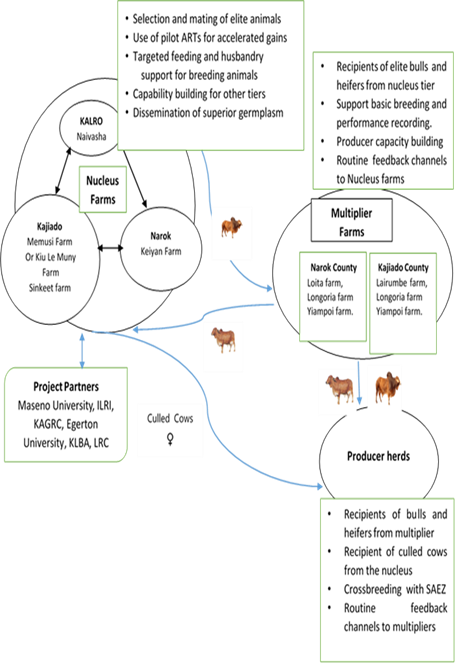 • Selection and mating of elite animals
• Use of pilot ARTs for accelerated gains
• Targeted feeding and husbandry
support for breeding animals
• Capability building for other tiers
• Dissemination of superior germplasm
• Recipients of elite bulls and
heifers from nucleus tier
• Support basic breeding and
performance recording.
• Producer capacity building
• Routine feedback channels
to Nucleus farms
KALRO
Naivasha
Nucleus
Farms
Kajiado
Memusi Farm
Or Kiu Le Muny
Farm
Sinkeet farm
Narok
Keiyan Farm
Multiplier
Farms
Narok County
Loita farm,
Longoria farm
Yiampoi farm.
Kajiado County
Lairumbe farm,
Longoria farm
Yiampoi farm.
Project Partners
Maseno University, ILRI,
KAGRC, Egerton
University, KLBA, LRC
Culled Cows
♀
Producer herds
• Recipients of bulls and
heifers from multiplier
• Recipient of culled cows
from the nucleus
• Crossbreeding with SAEZ
• Routine feedback
channels to multipliers